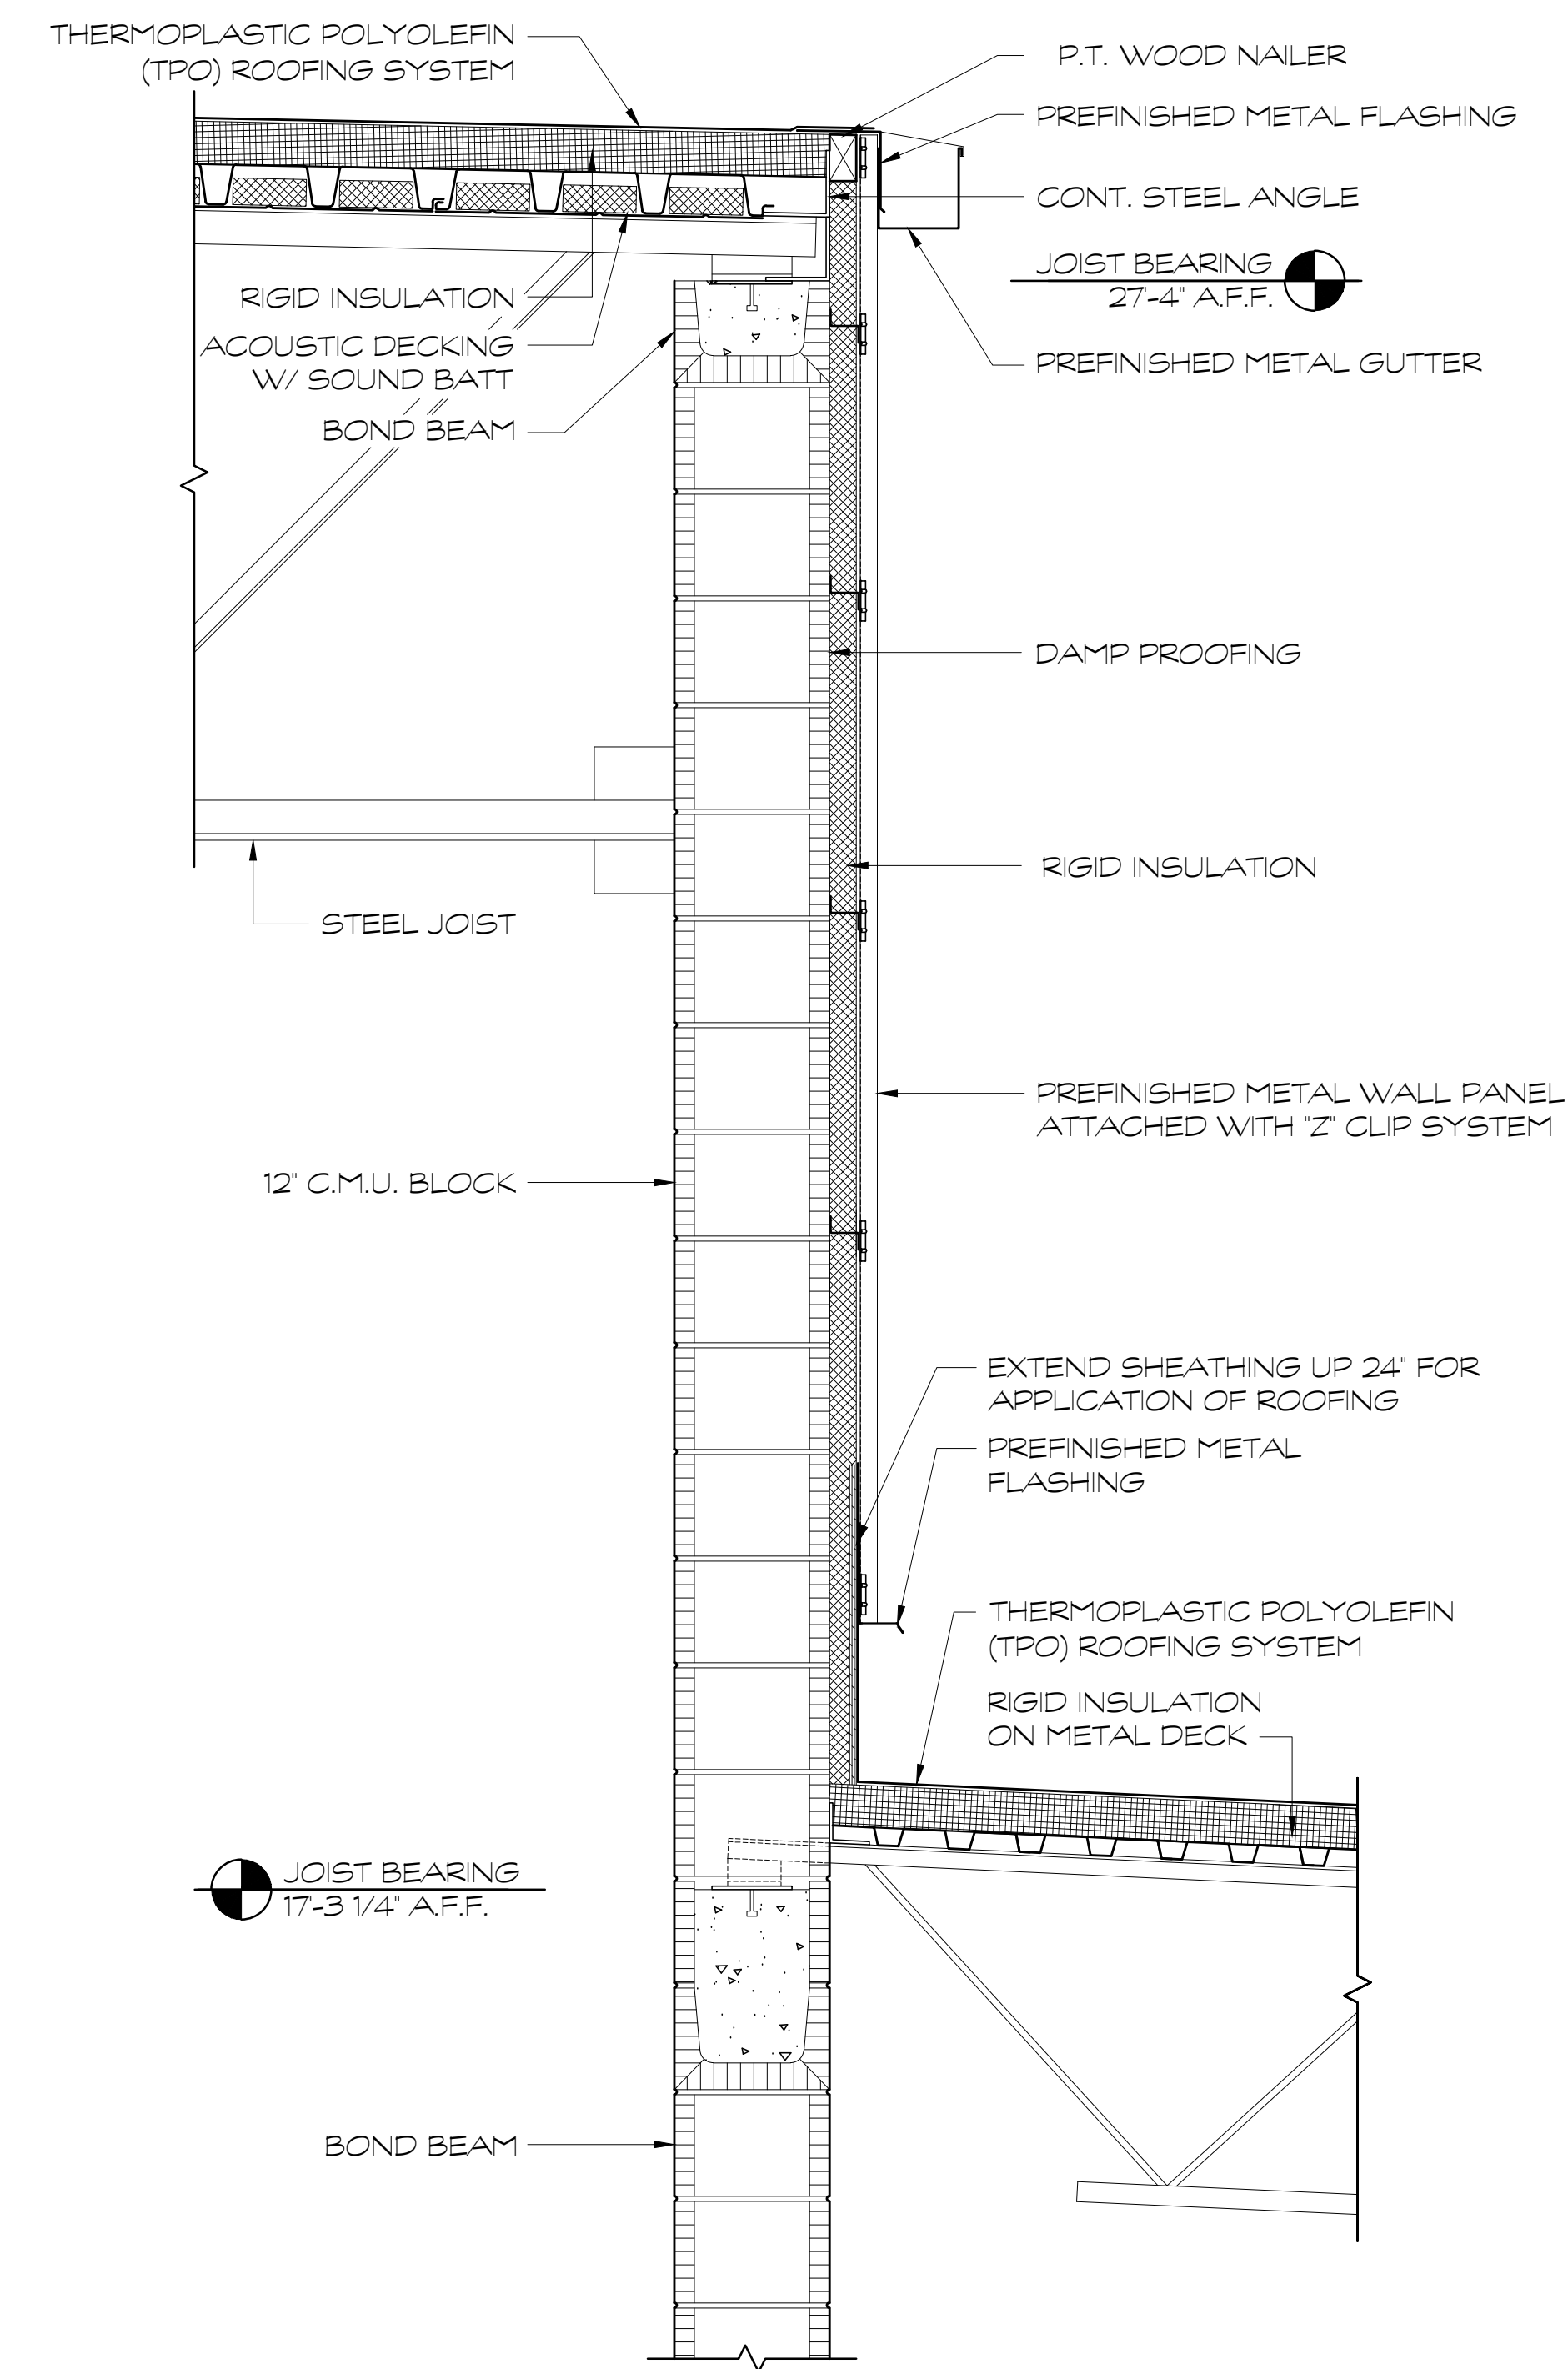 THERMOPLASTIC POLYOLEFIN
(TPO) ROOFING SYSTEM
P.T. WOOD NAILER
PREFINISHED METAL FLASHING
CONT. STEEL ANGLE
JOIST BEARING
27'-4" A.F.F.
PREFINISHED METAL GUTTER
RIGID INSULATION
ACOUSTIC DECKING
W/ SOUND BATT
BOND BEAM
DAMP PROOFING
RIGID INSULATION
STEEL JOIST
PREFINISHED METAL WALL PANEL
ATTACHED WITH "Z" CLIP SYSTEM
12" C.M.U. BLOCK
EXTEND SHEATHING UP 24" FOR
APPLICATION OF ROOFING
PREFINISHED METAL
FLASHING
THERMOPLASTIC POLYOLEFIN
(TPO) ROOFING SYSTEM
RIGID INSULATION
ON METAL DECK
JOIST BEARING
17'-3 1/4" A.F.F.
BOND BEAM